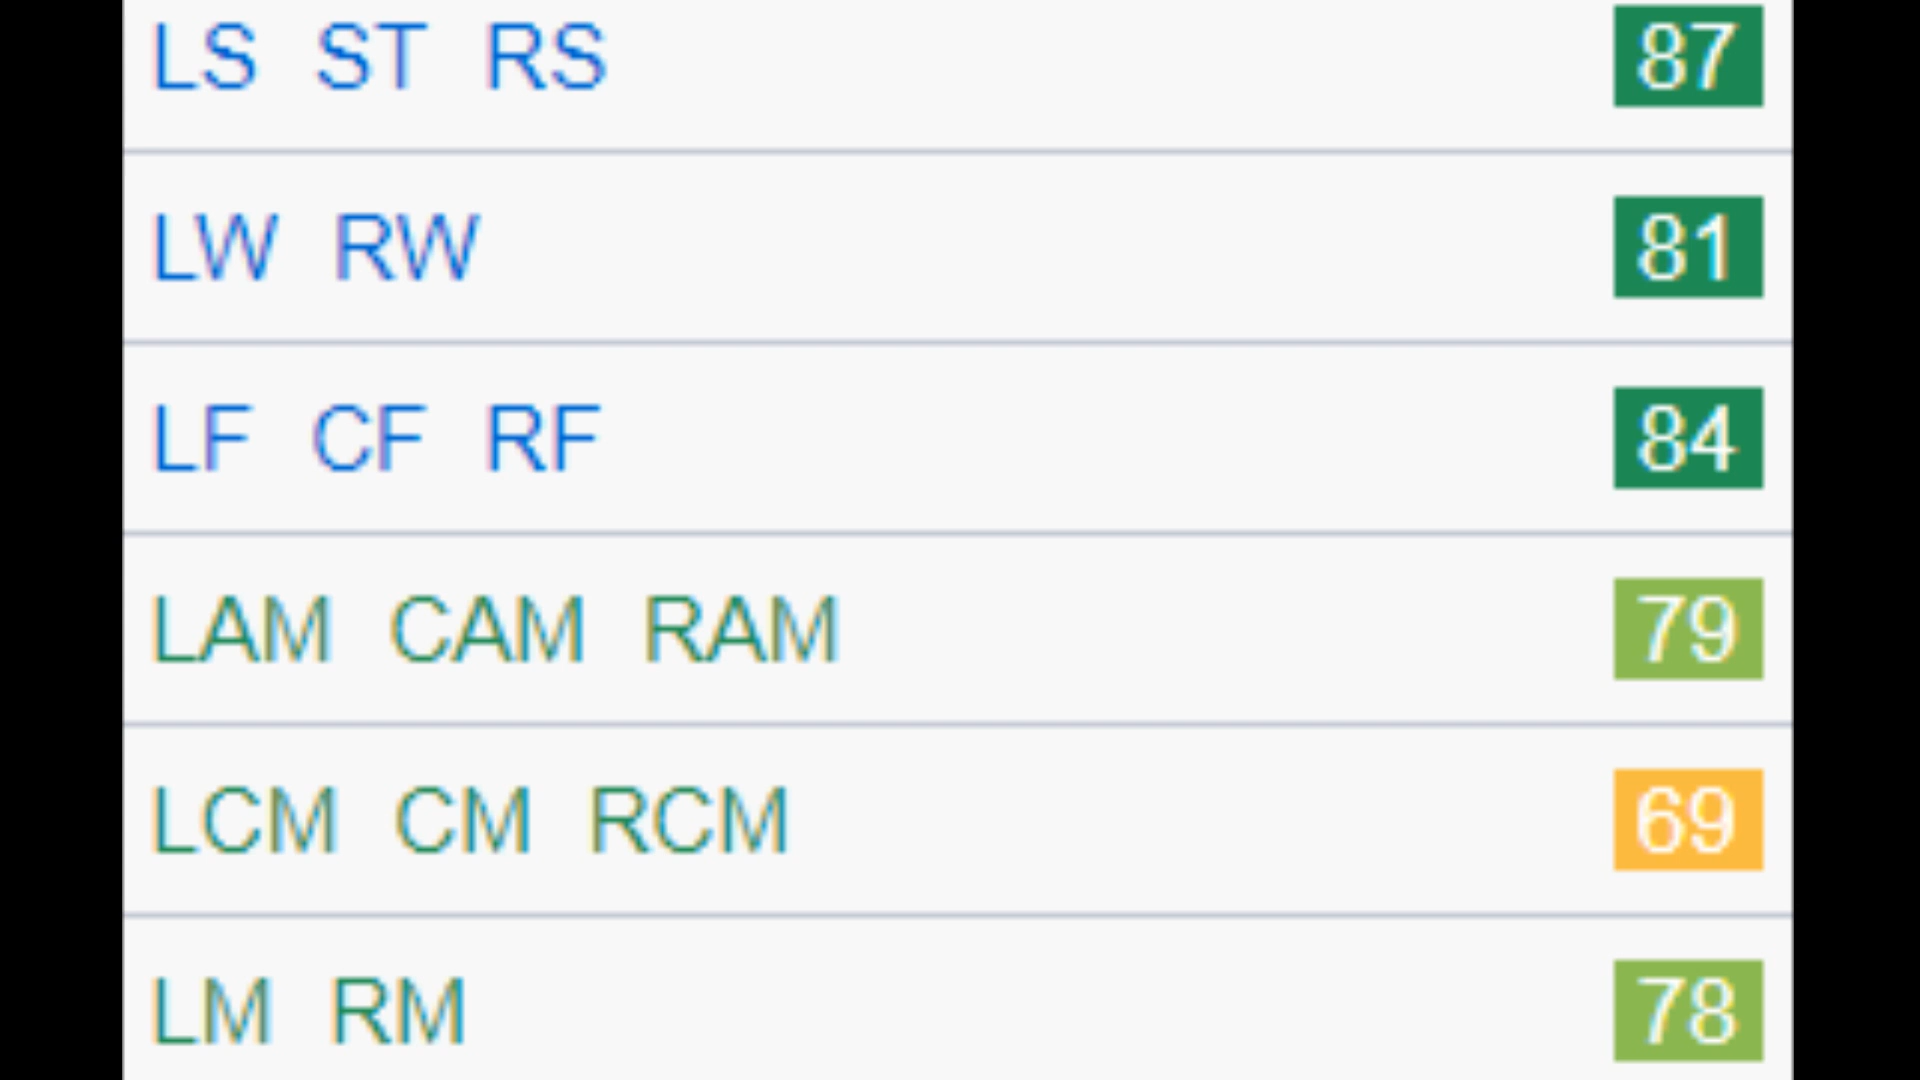 LS ST RS 87
LW RW 81
LF CF RF 84
LAM CAM RAM 79
LCM CM RCM 69
LM RM 78